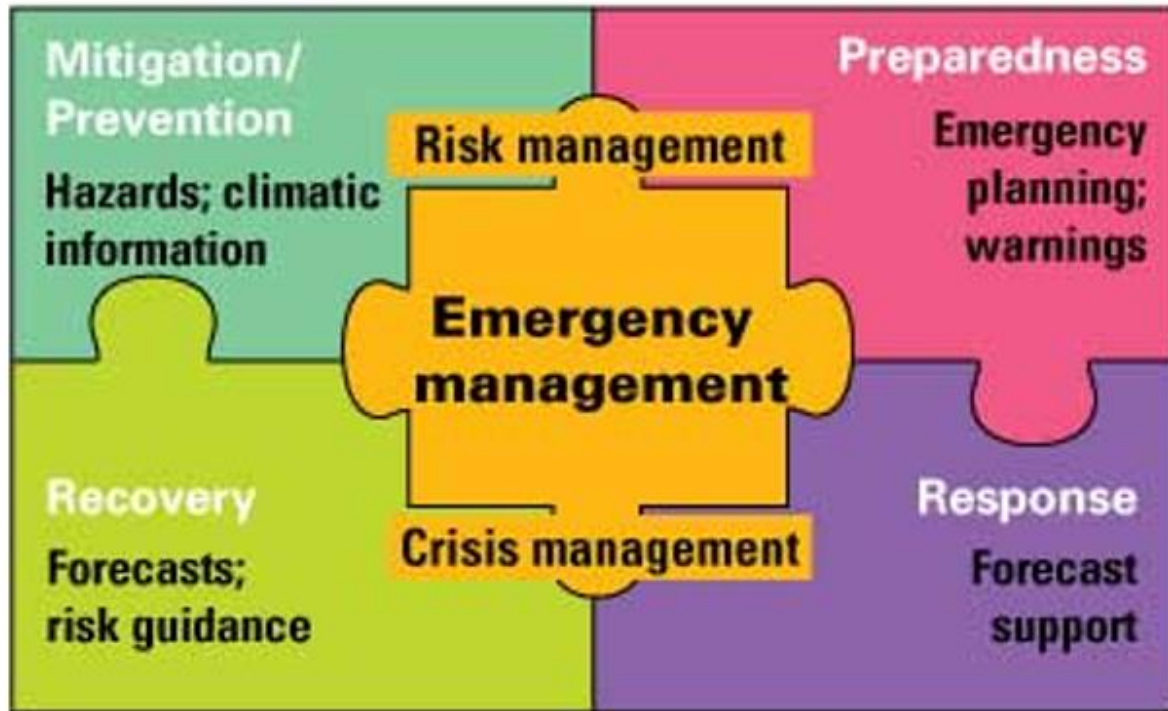 Mitigation/
Prevention
Hazards; climatic
information
Preparedness
Emergency
planning;
warnings
Risk management
Emergency
management
Crisis management
Recovery
Forecasts;
risk guidance
Response
Forecast
support